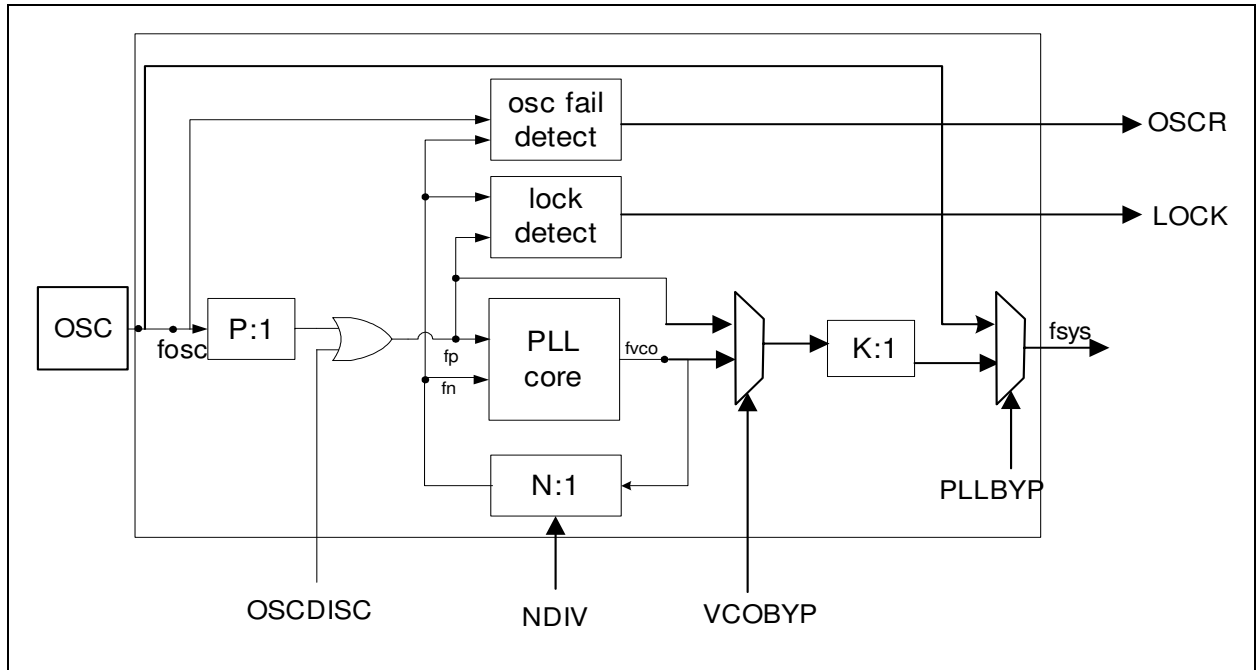 osc fail
detect
OSCR
lock
detect
LOCK
OSC
fosc
P:1
fp
fn
PLL
core
fvco
K:1
fsys
N:1
PLLBYP
OSCDISC
NDIV
VCOBYP